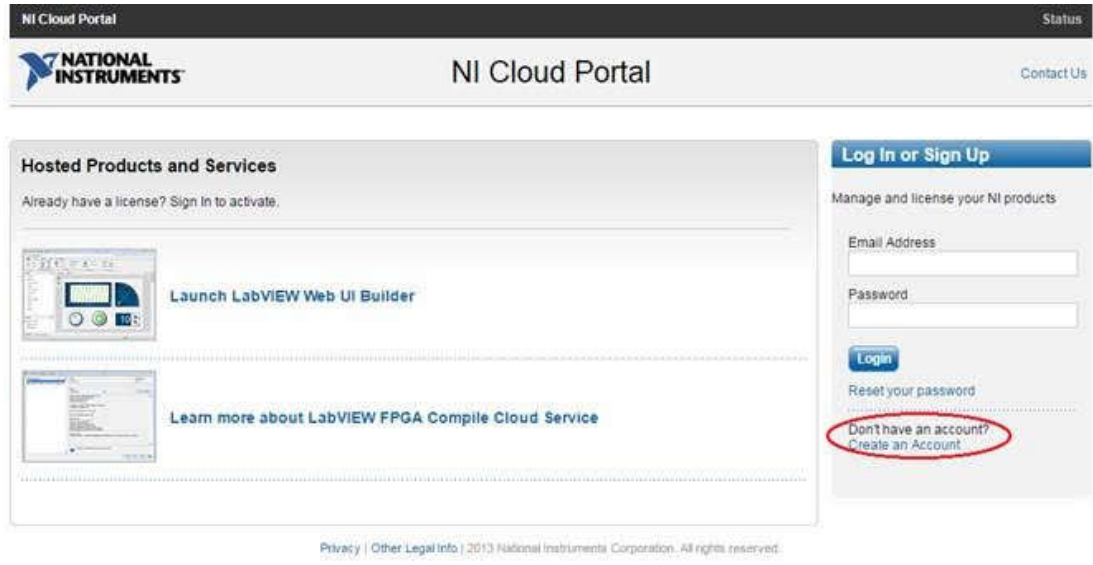 NI Cloud Portal
Status
NATIONAL
INSTRUMENTS
NI Cloud Portal
Contact Us
Hosted Products and Services
Already have a license? Sign In to activate.
Launch LabVIEW Web UI Builder
Learn more about LabVIEW FPGA Compile Cloud Service
Log In or Sign Up
Manage and license your NI products
Email Address
Password
Login
Reset your password
Don't have an account?
Create an Account
Privacy | Other Legal Info | 2013 National Instruments Corporation. All rights reserved.